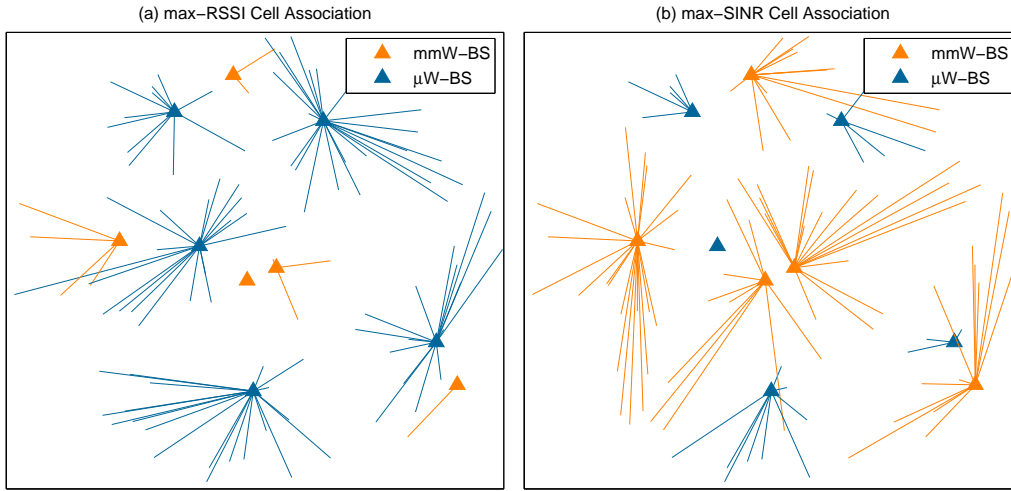 (a) max−RSSI Cell Association
mmW−BS
μW−BS
(b) max−SINR Cell Association
mmW−BS
μW−BS